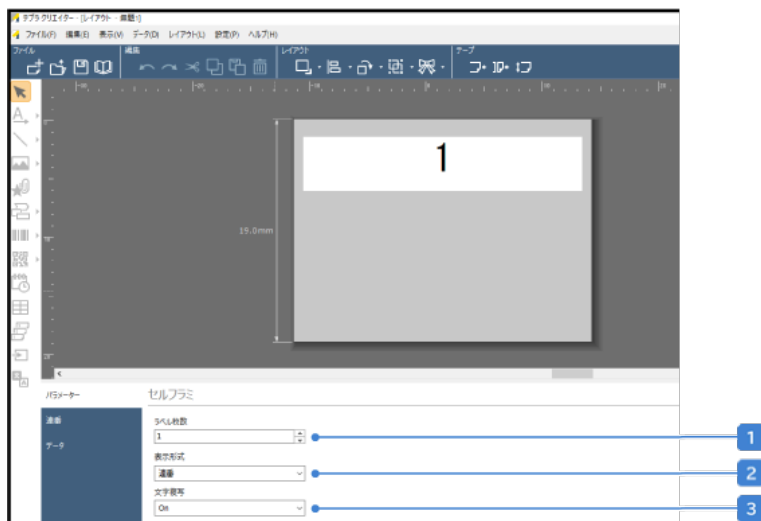 テプラ クリエイター - [レイアウト - 無題1]
ファイル(F) 編集(E) 表示(V) データ(D) レイアウト(L) 設定(P) ヘルプ(H)
ファイル 編集 レイアウト テープ
1
19.0mm
パラメーター セルフラミ
連番
データ
ラベル枚数
1
1
表示形式
連番
2
文字複写
On
3